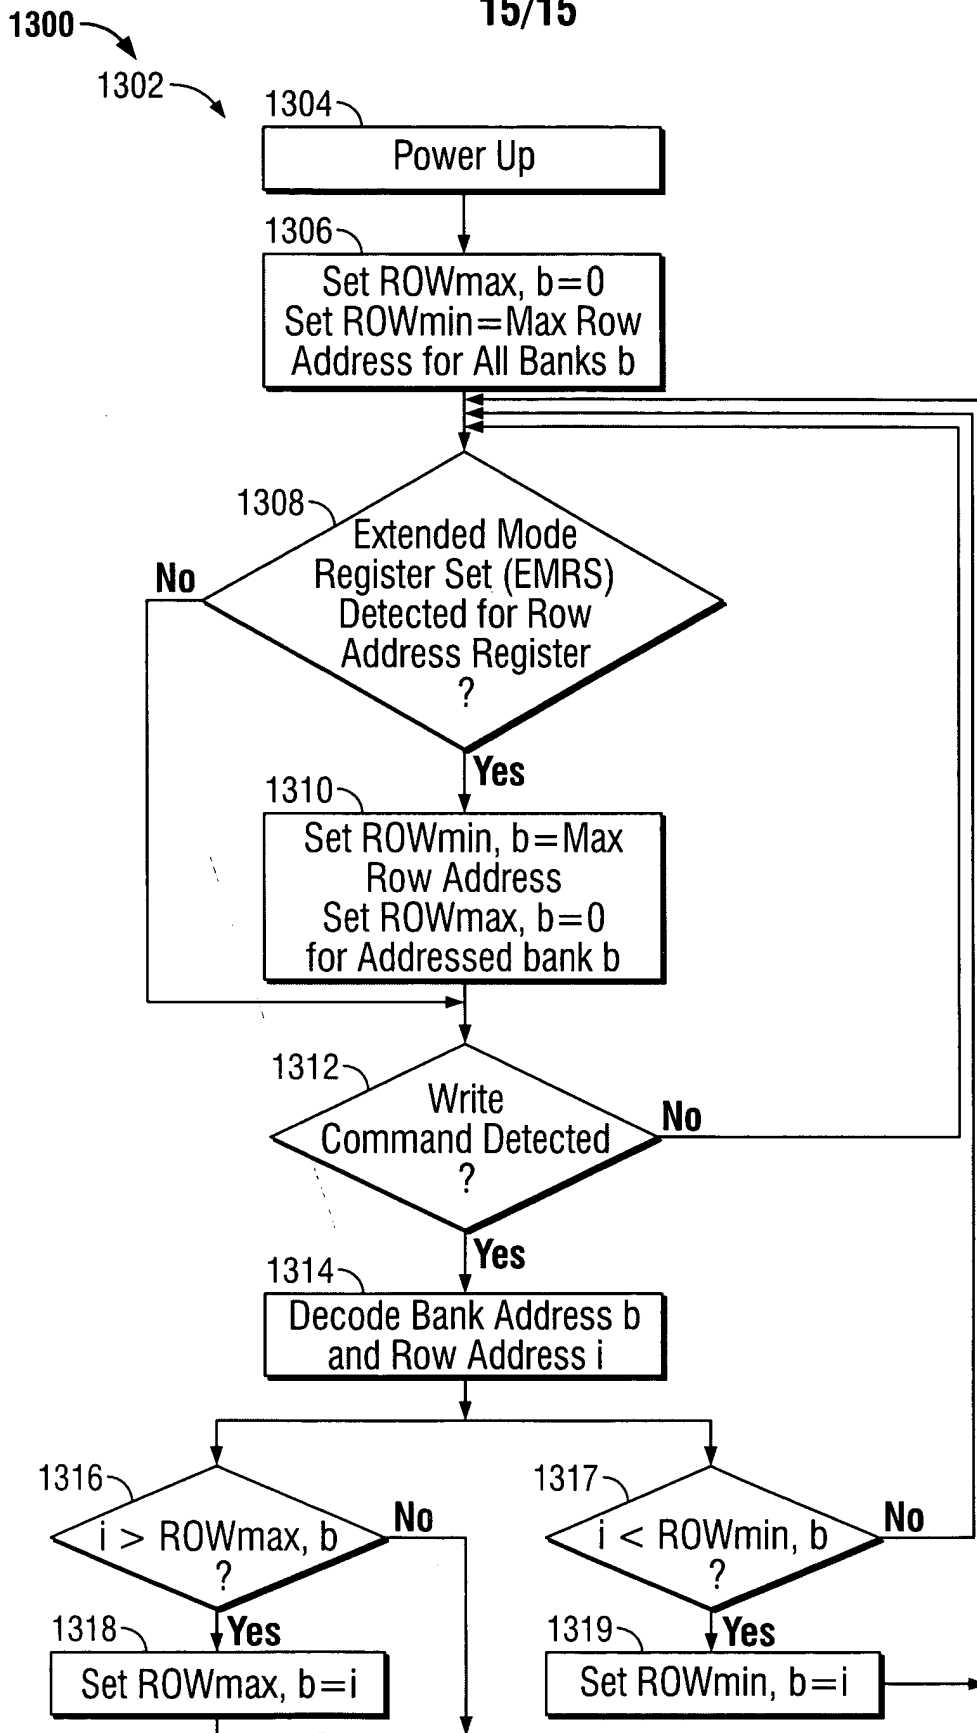 15/15
1300
1302
1304
Power Up
1306
Set ROWmax, b=0
Set ROWmin=Max Row
Address for All Banks b
1308
Extended Mode
Register Set (EMRS)
Detected for Row
Address Register
?
No
Yes
1310
Set ROWmin, b=Max
Row Address
Set ROWmax, b=0
for Addressed bank b
1312
Write
Command Detected
?
No
Yes
1314
Decode Bank Address b
and Row Address i
1316
i > ROWmax, b
?
No
Yes
1317
i < ROWmin, b
?
No
Yes
1318
Set ROWmax, b=i
1319
Set ROWmin, b=i